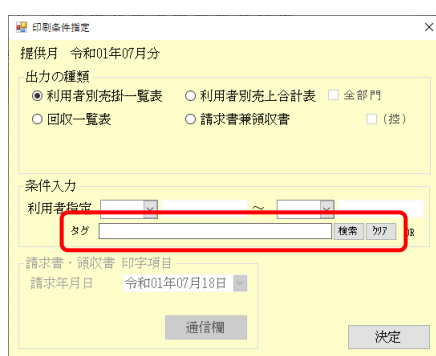 印刷条件指定
提供月 令和01年07月分
出力の種類
利用者別売掛一覧表 利用者別売上合計表 全部門
回収一覧表 請求書兼領収書 (控)
条件入力
利用者指定 ～
タグ 検索 クリア OR
請求書・領収書 印字項目
請求年月日 令和01年07月18日
通信欄
決定